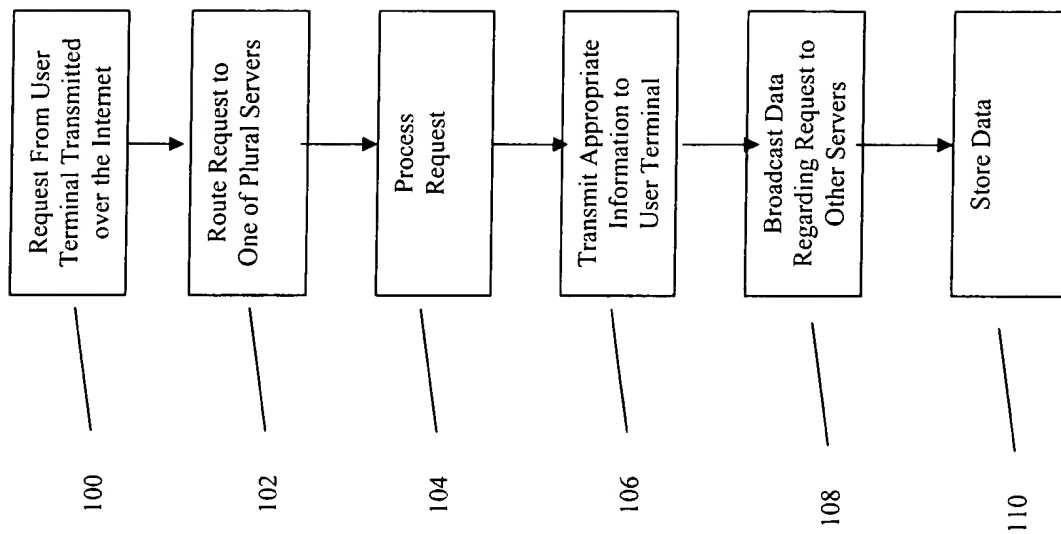 Request From User
Terminal Transmitted
over the Internet
100
Route Request to
One of Plural Servers
102
Process
Request
104
Transmit Appropriate
Information to
User Terminal
106
Broadcast Data
Regarding Request to
Other Servers
108
Store Data
110